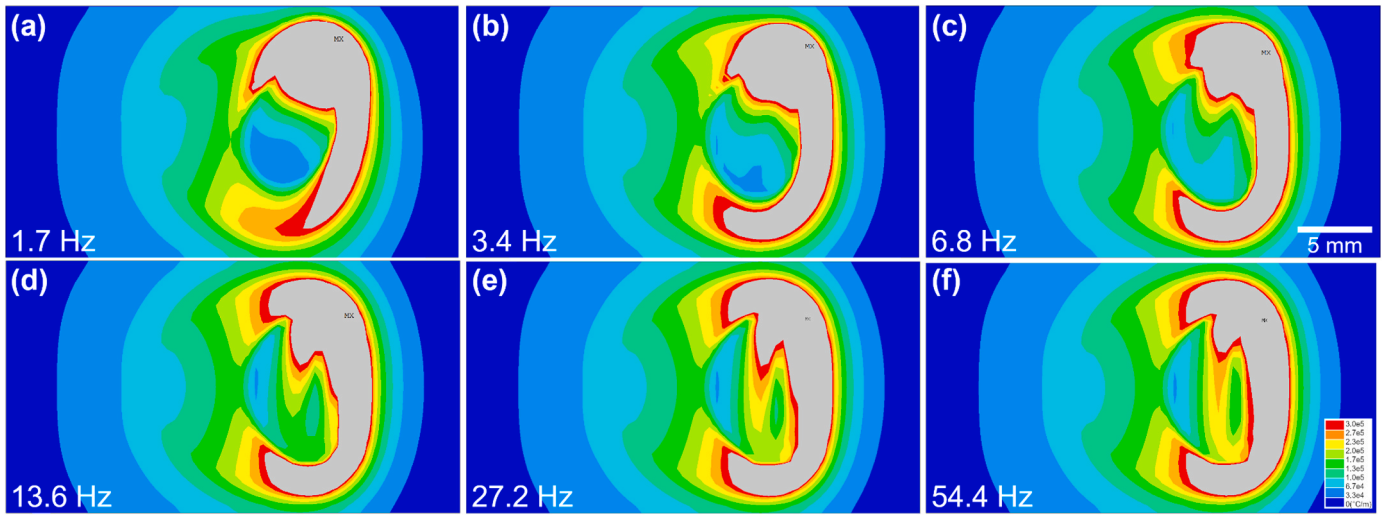 (a)
MX
1.7 Hz
(b)
MX
3.4 Hz
(c)
MX
6.8 Hz
5 mm
(d)
MX
13.6 Hz
(e)
27.2 Hz
(f)
54.4 Hz
3.0e5
2.7e5
2.3e5
2.0e5
1.7e5
1.3e5
1.0e5
6.7e4
3.3e4
0(°C/m)